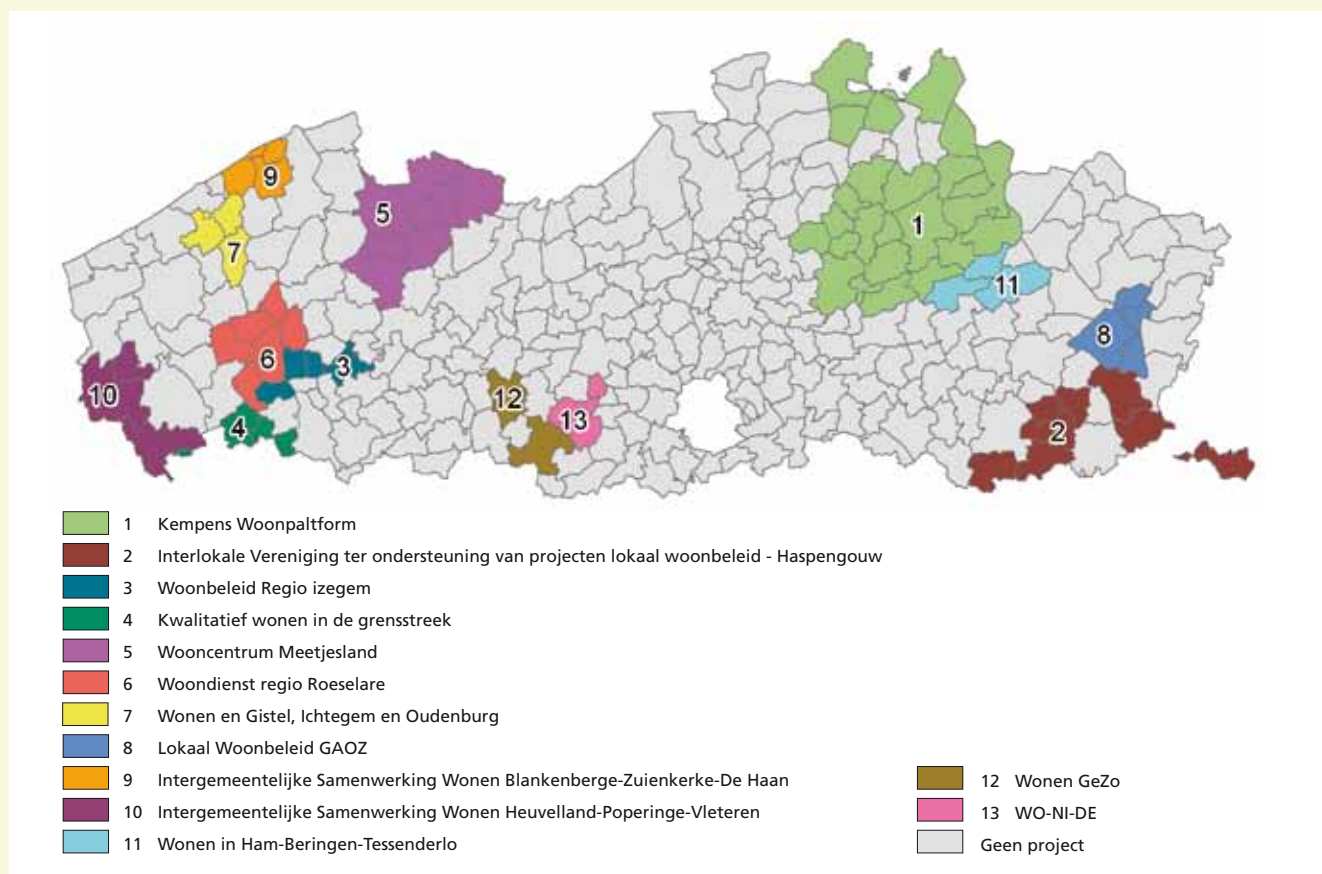 9
5
7
1
11
8
6
3
10
12
13
4
2
1 Kempens Woonpaltform
2 Interlokale Vereniging ter ondersteuning van projecten lokaal woonbeleid - Haspengouw
3 Woonbeleid Regio izegem
4 Kwalitatief wonen in de grensstreek
5 Wooncentrum Meetjesland
6 Woondienst regio Roeselare
7 Wonen en Gistel, Ichtegem en Oudenburg
8 Lokaal Woonbeleid GAOZ
9 Intergemeentelijke Samenwerking Wonen Blankenberge-Zuienkerke-De Haan
10 Intergemeentelijke Samenwerking Wonen Heuvelland-Poperinge-Vleteren
11 Wonen in Ham-Beringen-Tessenderlo
12 Wonen GeZo
13 WO-NI-DE
Geen project